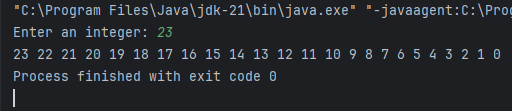 "C:\Program Files\Java\jdk-21\bin\java.exe" "-javaagent:C:\Prog
Enter an integer: 23
23 22 21 20 19 18 17 16 15 14 13 12 11 10 9 8 7 6 5 4 3 2 1 0
Process finished with exit code 0